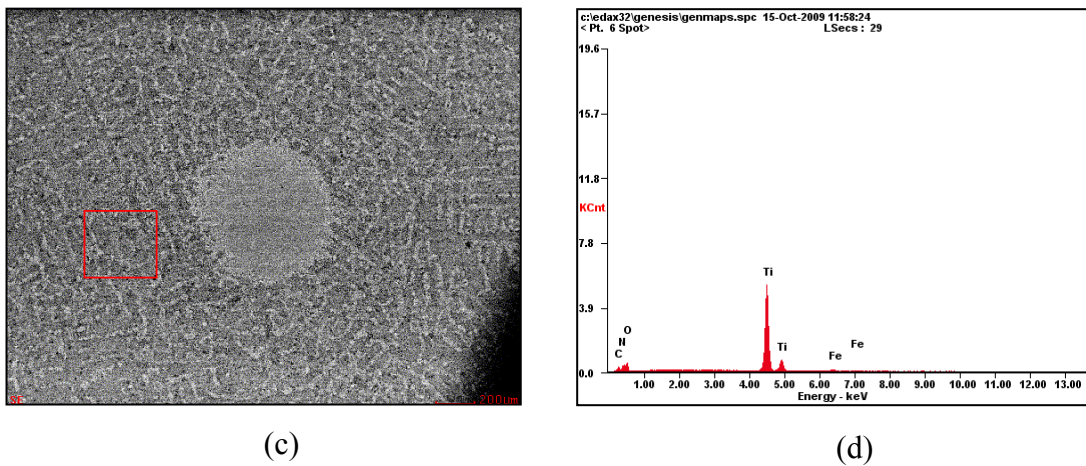 c:\edax32\genesis\genmaps.spc 15-Oct-2009 11:58:24
< Pt. 6 Spot> LSecs : 29
19.6
15.7
11.8
KCnt
7.8
3.9
0.0
Ti
Ti
O
N
C
Fe
Fe
1.00 2.00 3.00 4.00 5.00 6.00 7.00 8.00 9.00 10.00 11.00 12.00 13.00
Energy - keV
SE
200µm
(c)
(d)